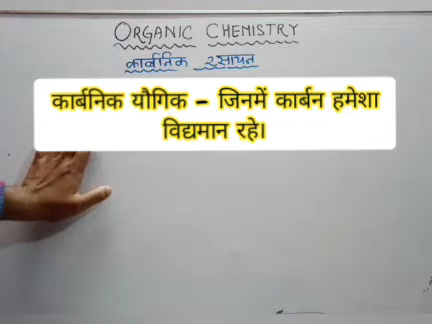 ORGANIC CHEMISTRY
कार्बनिक रसायन
कार्बनिक यौगिक – जिनमें कार्बन हमेशा
विद्यमान रहे।